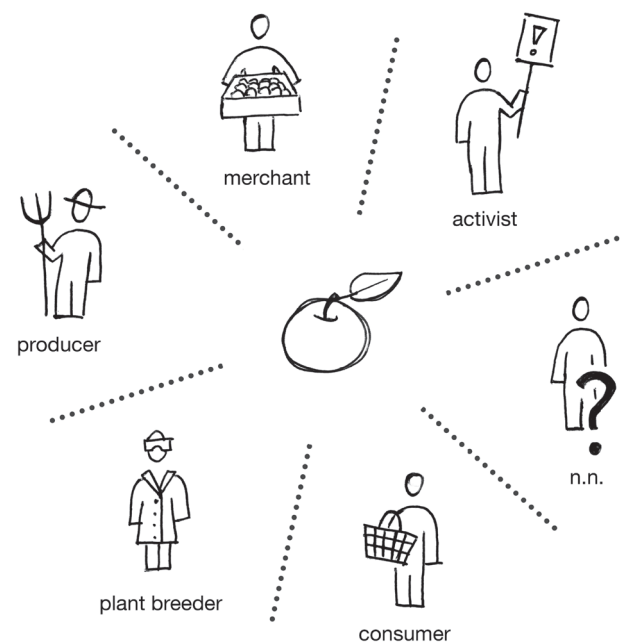 merchant
activist
producer
n.n.
plant breeder
consumer